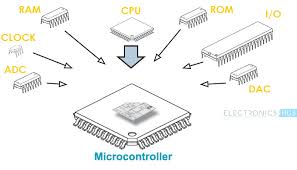 RAM
CPU
ROM
I/O
CLOCK
ADC
DAC
ELECTRONICS HUB
Microcontroller